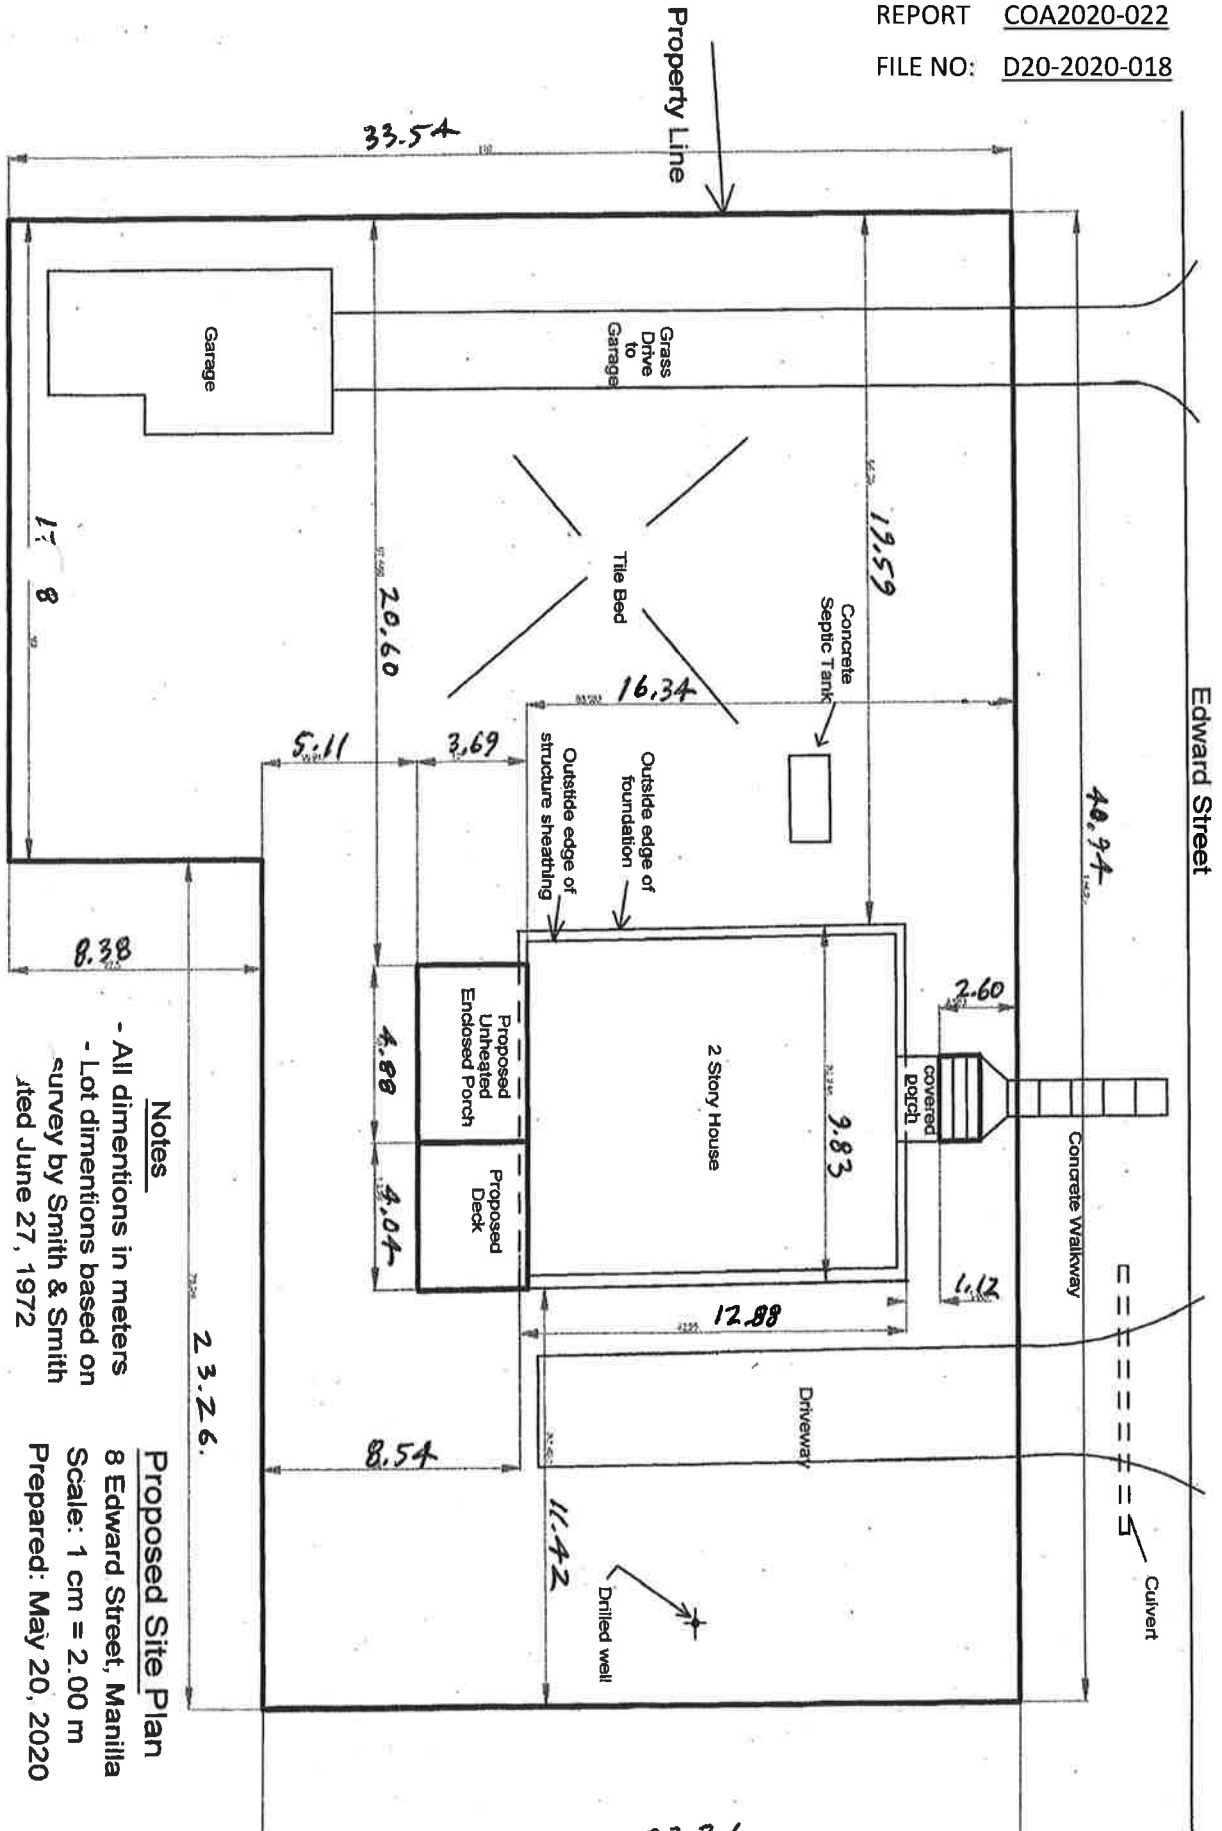 REPORT COA2020-022
FILE NO: D20-2020-018
Edward Street
Property Line
33.54
40.94
Culvert
Concrete Walkway
2.60
1.12
covered
porch
Driveway
Drilled well
19.59
Concrete
Septic Tank
Grass
Drive
to
Garage
Tile Bed
16.34
Outside edge of
foundation
Outstide edge of
structure sheathing
2 Story House
9.83
12.88
11.42
8.54
Garage
20.60
5.11
3.69
Proposed
Unheated
Enclosed Porch
Proposed
Deck
4.88
4.04
8.38
23.26.
Notes
- All dimentions in meters
- Lot dimentions based on
survey by Smith & Smith
June 27, 1972
Proposed Site Plan
8 Edward Street, Manilla
Scale: 1 cm = 2.00 m
Prepared: May 20, 2020